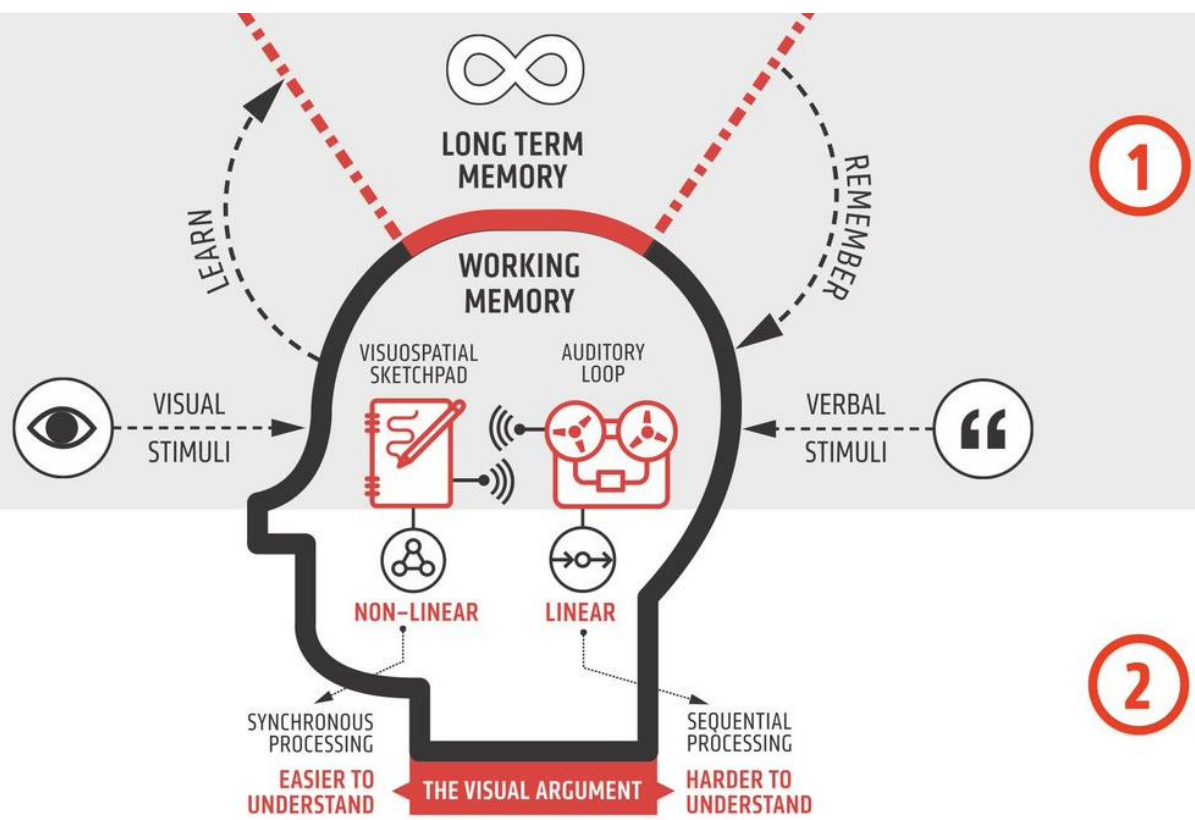 LONG TERM
MEMORY
1
LEARN
REMEMBER
WORKING
MEMORY
VISUOSPATIAL
SKETCHPAD
AUDITORY
LOOP
VISUAL
STIMULI
VERBAL
STIMULI
“
NON–LINEAR
LINEAR
2
SYNCHRONOUS
PROCESSING
SEQUENTIAL
PROCESSING
EASIER TO
UNDERSTAND
THE VISUAL ARGUMENT
HARDER TO
UNDERSTAND